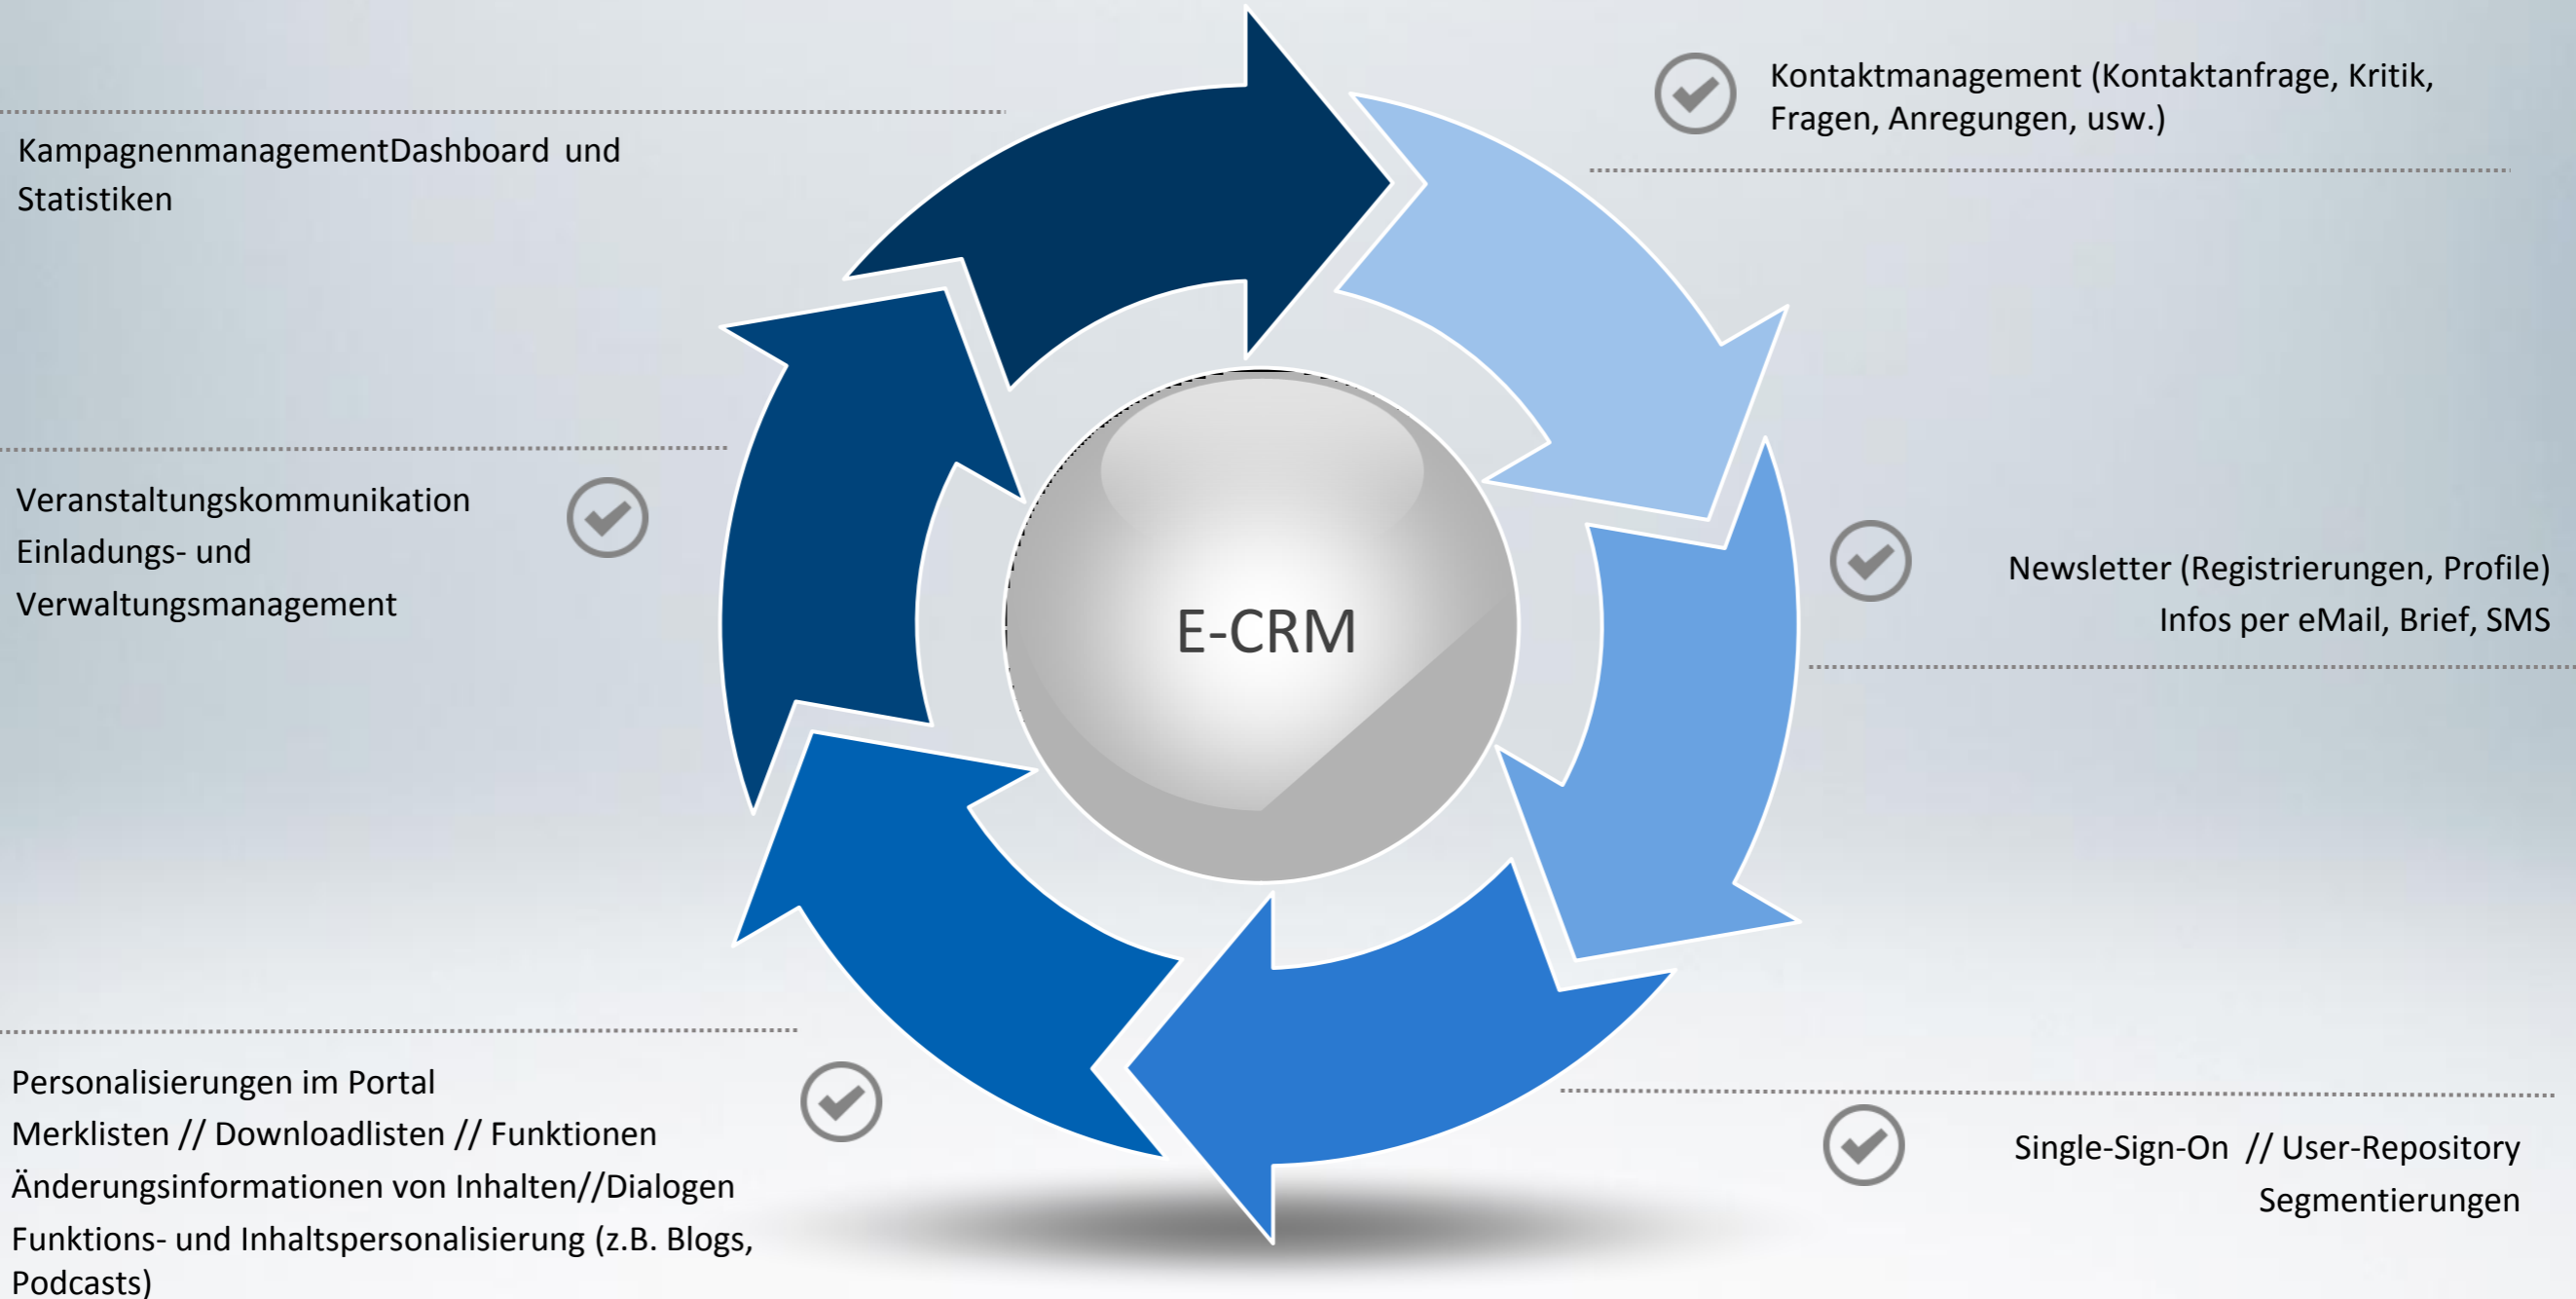 KampagnenmanagementDashboard und
Statistiken
Kontaktmanagement (Kontaktanfrage, Kritik,
Fragen, Anregungen, usw.)
Veranstaltungskommunikation
Einladungs- und
Verwaltungsmanagement
E-CRM
Newsletter (Registrierungen, Profile)
Infos per eMail, Brief, SMS
Personalisierungen im Portal
Merklisten // Downloadlisten // Funktionen
Änderungsinformationen von Inhalten//Dialogen
Funktions- und Inhaltspersonalisierung (z.B. Blogs,
Podcasts)
Single-Sign-On // User-Repository
Segmentierungen